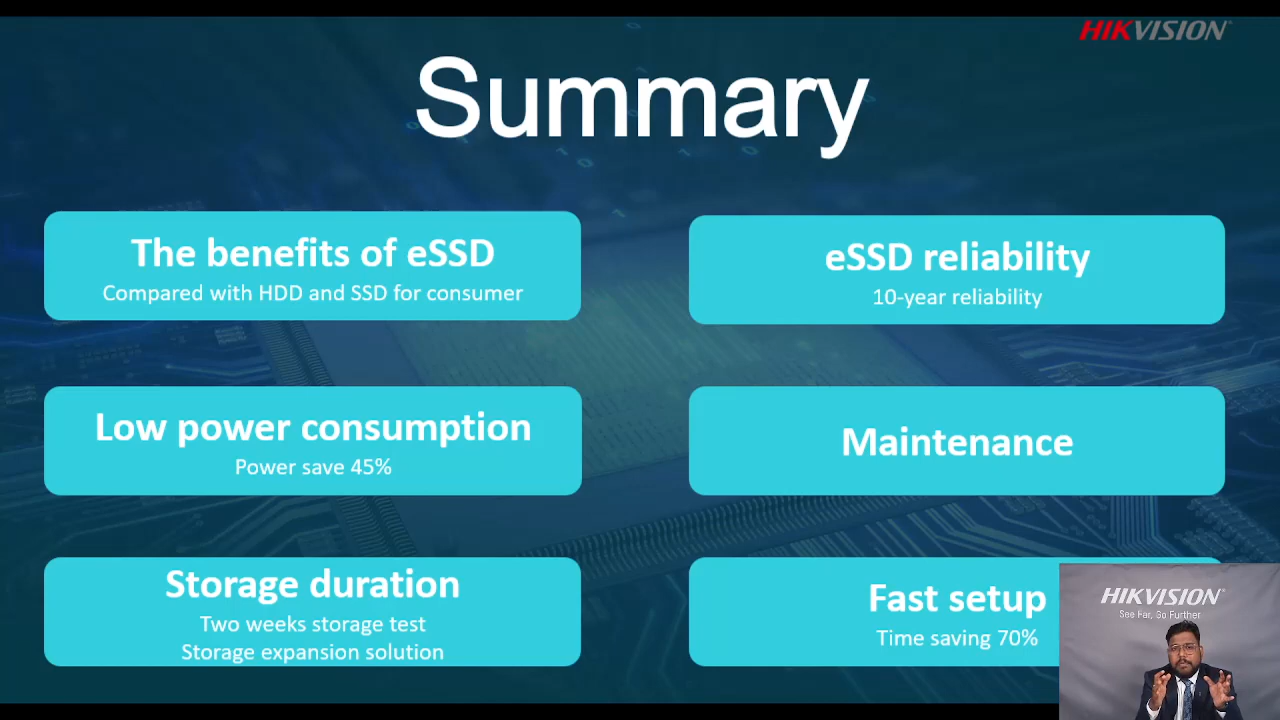 HIKVISION
Summary
The benefits of eSSD
Compared with HDD and SSD for consumer
eSSD reliability
10-year reliability
Low power consumption
Power save 45%
Maintenance
Storage duration
Two weeks storage test
Storage expansion solution
Fast setup
Time saving 70%
HIKVISION
See Far, Go Further